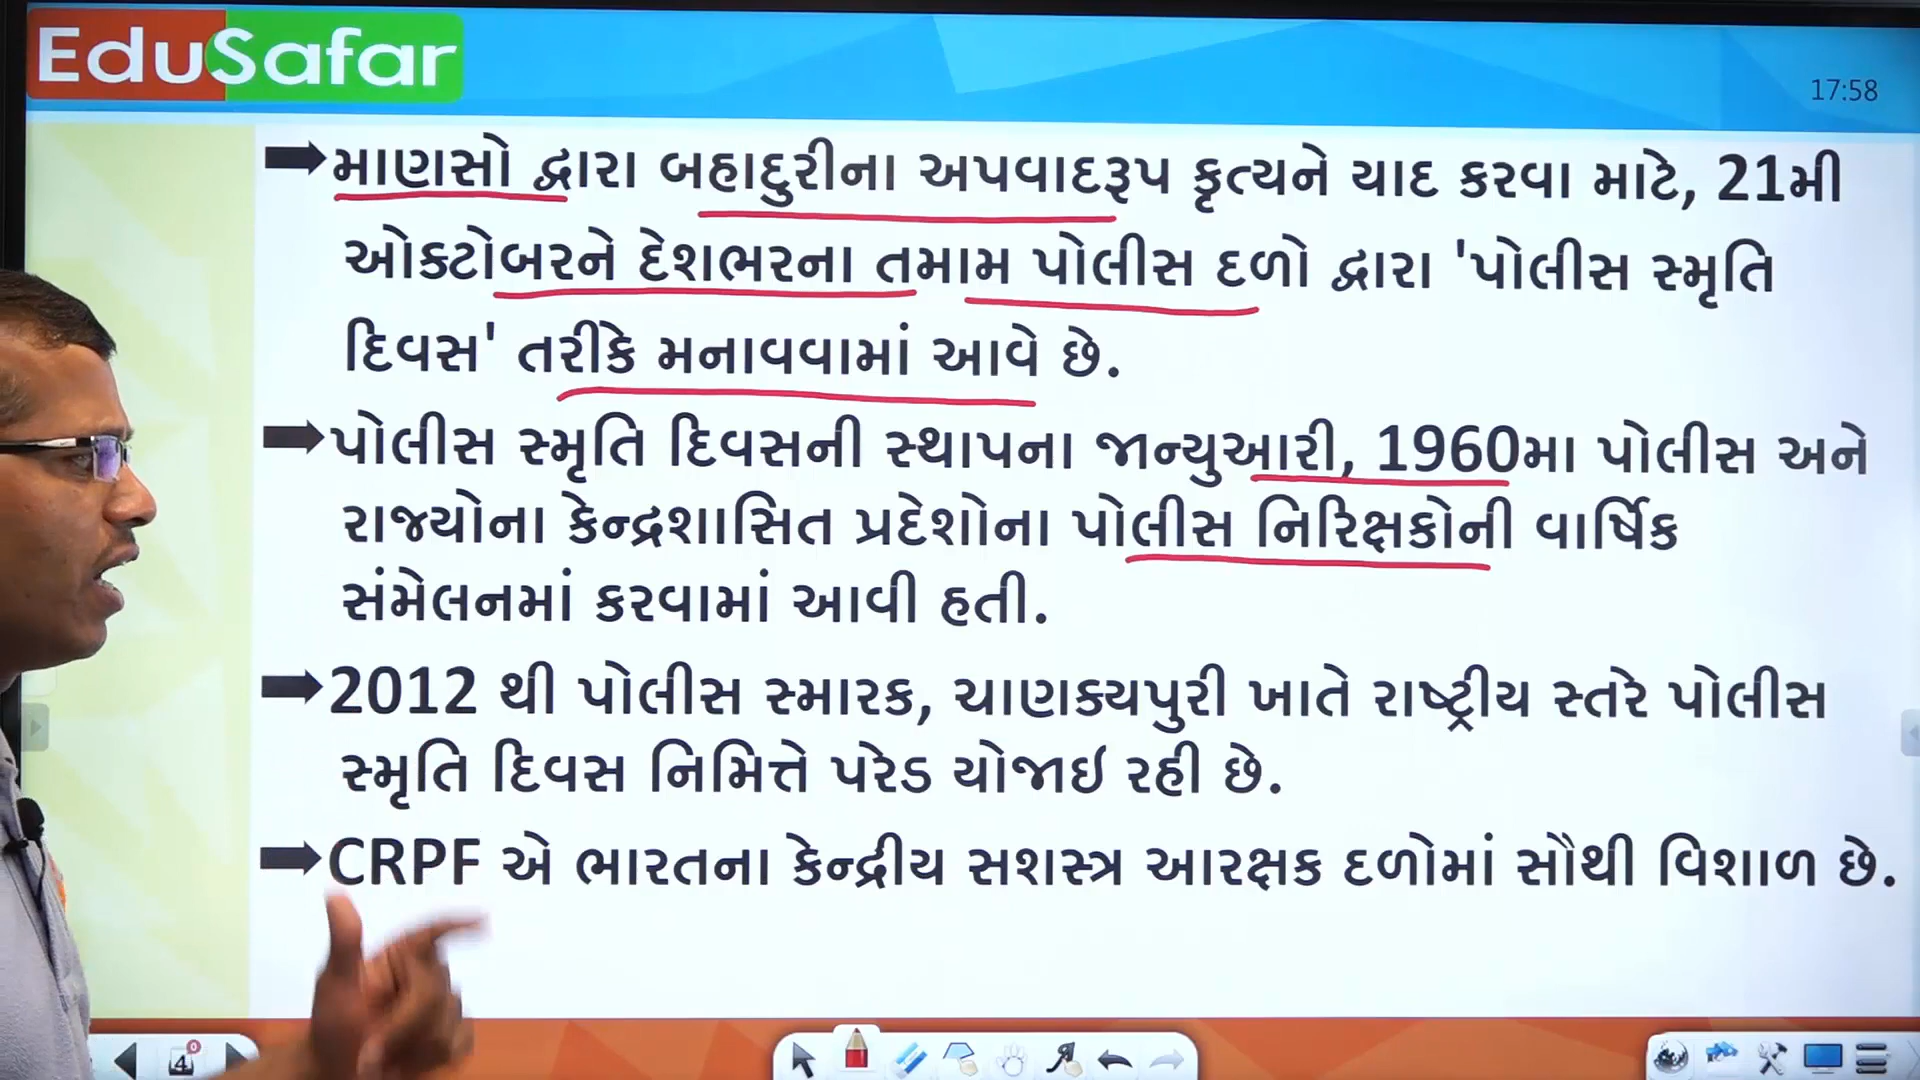 EduSafar
17:58
➡માણસો દ્વારા બહાદુરીના અપવાદરૂપ કૃત્યને યાદ કરવા માટે, 21મી
ઓક્ટોબરને દેશભરના તમામ પોલીસ દળો દ્વારા 'પોલીસ સ્મૃતિ
દિવસ' તરીકે મનાવવામાં આવે છે.
➡પોલીસ સ્મૃતિ દિવસની સ્થાપના જાન્યુઆરી, 1960મા પોલીસ અને
રાજ્યોના કેન્દ્રશાસિત પ્રદેશોના પોલીસ નિરિક્ષકોની વાર્ષિક
સંમેલનમાં કરવામાં આવી હતી.
➡2012 થી પોલીસ સ્મારક, ચાણક્યપુરી ખાતે રાષ્ટ્રીય સ્તરે પોલીસ
સ્મૃતિ દિવસ નિમિત્તે પરેડ યોજાઈ રહી છે.
➡CRPF એ ભારતના કેન્દ્રીય સશસ્ત્ર આરક્ષક દળોમાં સૌથી વિશાળ છે.
4
0